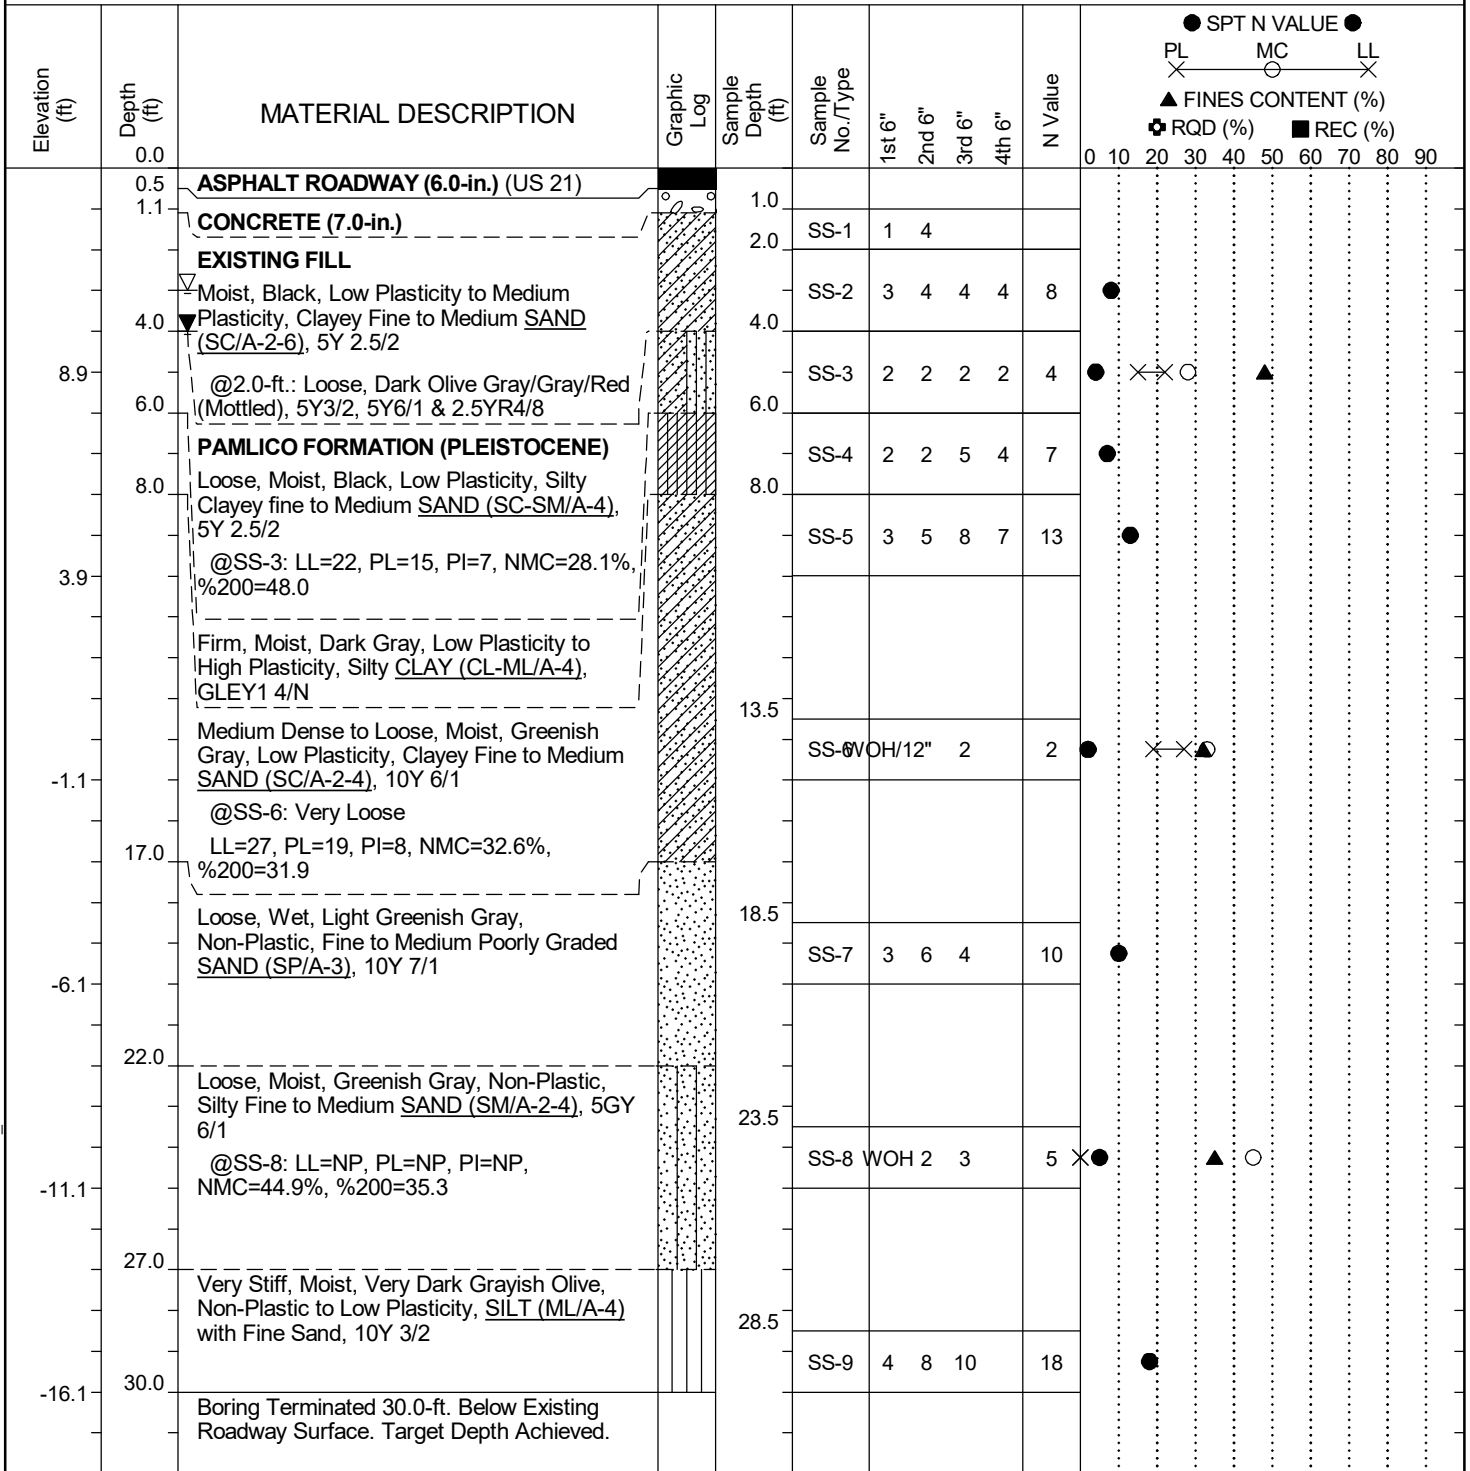 ● SPT N VALUE ●
PL MC LL
▲ FINES CONTENT (%)
RQD (%) ■ REC (%)
Elevation (ft)
Depth (ft)
MATERIAL DESCRIPTION
Graphic Log
Sample Depth (ft)
Sample No./Type
1st 6"
2nd 6"
3rd 6"
4th 6"
N Value
0.0
0 10 20 30 40 50 60 70 80 90
0.5 ASPHALT ROADWAY (6.0-in.) (US 21)
1.1 1.0
CONCRETE (7.0-in.)
SS-1 1 4
2.0
EXISTING FILL
Moist, Black, Low Plasticity to Medium
SS-2 3 4 4 4 8
Plasticity, Clayey Fine to Medium SAND
4.0 4.0
(SC/A-2-6), 5Y 2.5/2
8.9 SS-3 2 2 2 2 4
@2.0-ft.: Loose, Dark Olive Gray/Gray/Red
(Mottled), 5Y3/2, 5Y6/1 & 2.5YR4/8
6.0 6.0
PAMLICO FORMATION (PLEISTOCENE)
SS-4 2 2 5 4 7
Loose, Moist, Black, Low Plasticity, Silty
8.0 8.0
Clayey fine to Medium SAND (SC-SM/A-4),
5Y 2.5/2
SS-5 3 5 8 7 13
@SS-3: LL=22, PL=15, PI=7, NMC=28.1%,
3.9
%200=48.0
Firm, Moist, Dark Gray, Low Plasticity to
High Plasticity, Silty CLAY (CL-ML/A-4),
GLEY1 4/N
13.5
Medium Dense to Loose, Moist, Greenish
Gray, Low Plasticity, Clayey Fine to Medium
SS-6 WOH/12" 2 2
SAND (SC/A-2-4), 10Y 6/1
-1.1
@SS-6: Very Loose
LL=27, PL=19, PI=8, NMC=32.6%,
17.0
%200=31.9
Loose, Wet, Light Greenish Gray,
18.5
Non-Plastic, Fine to Medium Poorly Graded
SS-7 3 6 4 10
SAND (SP/A-3), 10Y 7/1
-6.1
22.0
Loose, Moist, Greenish Gray, Non-Plastic,
Silty Fine to Medium SAND (SM/A-2-4), 5GY
23.5
6/1
SS-8 WOH 2 3 5
@SS-8: LL=NP, PL=NP, PI=NP,
NMC=44.9%, %200=35.3
-11.1
27.0
Very Stiff, Moist, Very Dark Grayish Olive,
Non-Plastic to Low Plasticity, SILT (ML/A-4)
28.5
with Fine Sand, 10Y 3/2
SS-9 4 8 10 18
-16.1 30.0
Boring Terminated 30.0-ft. Below Existing
Roadway Surface. Target Depth Achieved.